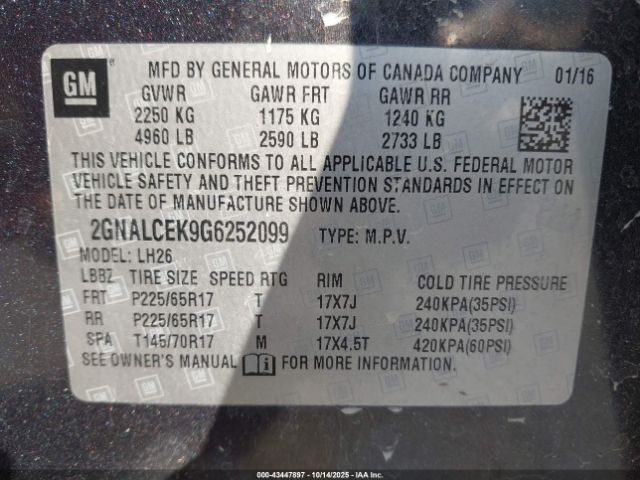 GM
MFD BY GENERAL MOTORS OF CANADA COMPANY 01/16
GVWR GAWR FRT GAWR RR
2250 KG 1175 KG 1240 KG
4960 LB 2590 LB 2733 LB
THIS VEHICLE CONFORMS TO ALL APPLICABLE U.S. FEDERAL MOTOR
VEHICLE SAFETY AND THEFT PREVENTION STANDARDS IN EFFECT ON
THE DATE OF MANUFACTURE SHOWN ABOVE.
2GNALCEK9G6252099 TYPE: M.P.V.
MODEL: LH26
LBBZ TIRE SIZE SPEED RTG RIM COLD TIRE PRESSURE
FRT P225/65R17 T 17X7J 240KPA(35PSI)
RR P225/65R17 T 17X7J 240KPA(35PSI)
SPA T145/70R17 M 17X4.5T 420KPA(60PSI)
SEE OWNER'S MANUAL FOR MORE INFORMATION.
000-43447897 - 10/14/2025 - IAA, Inc.